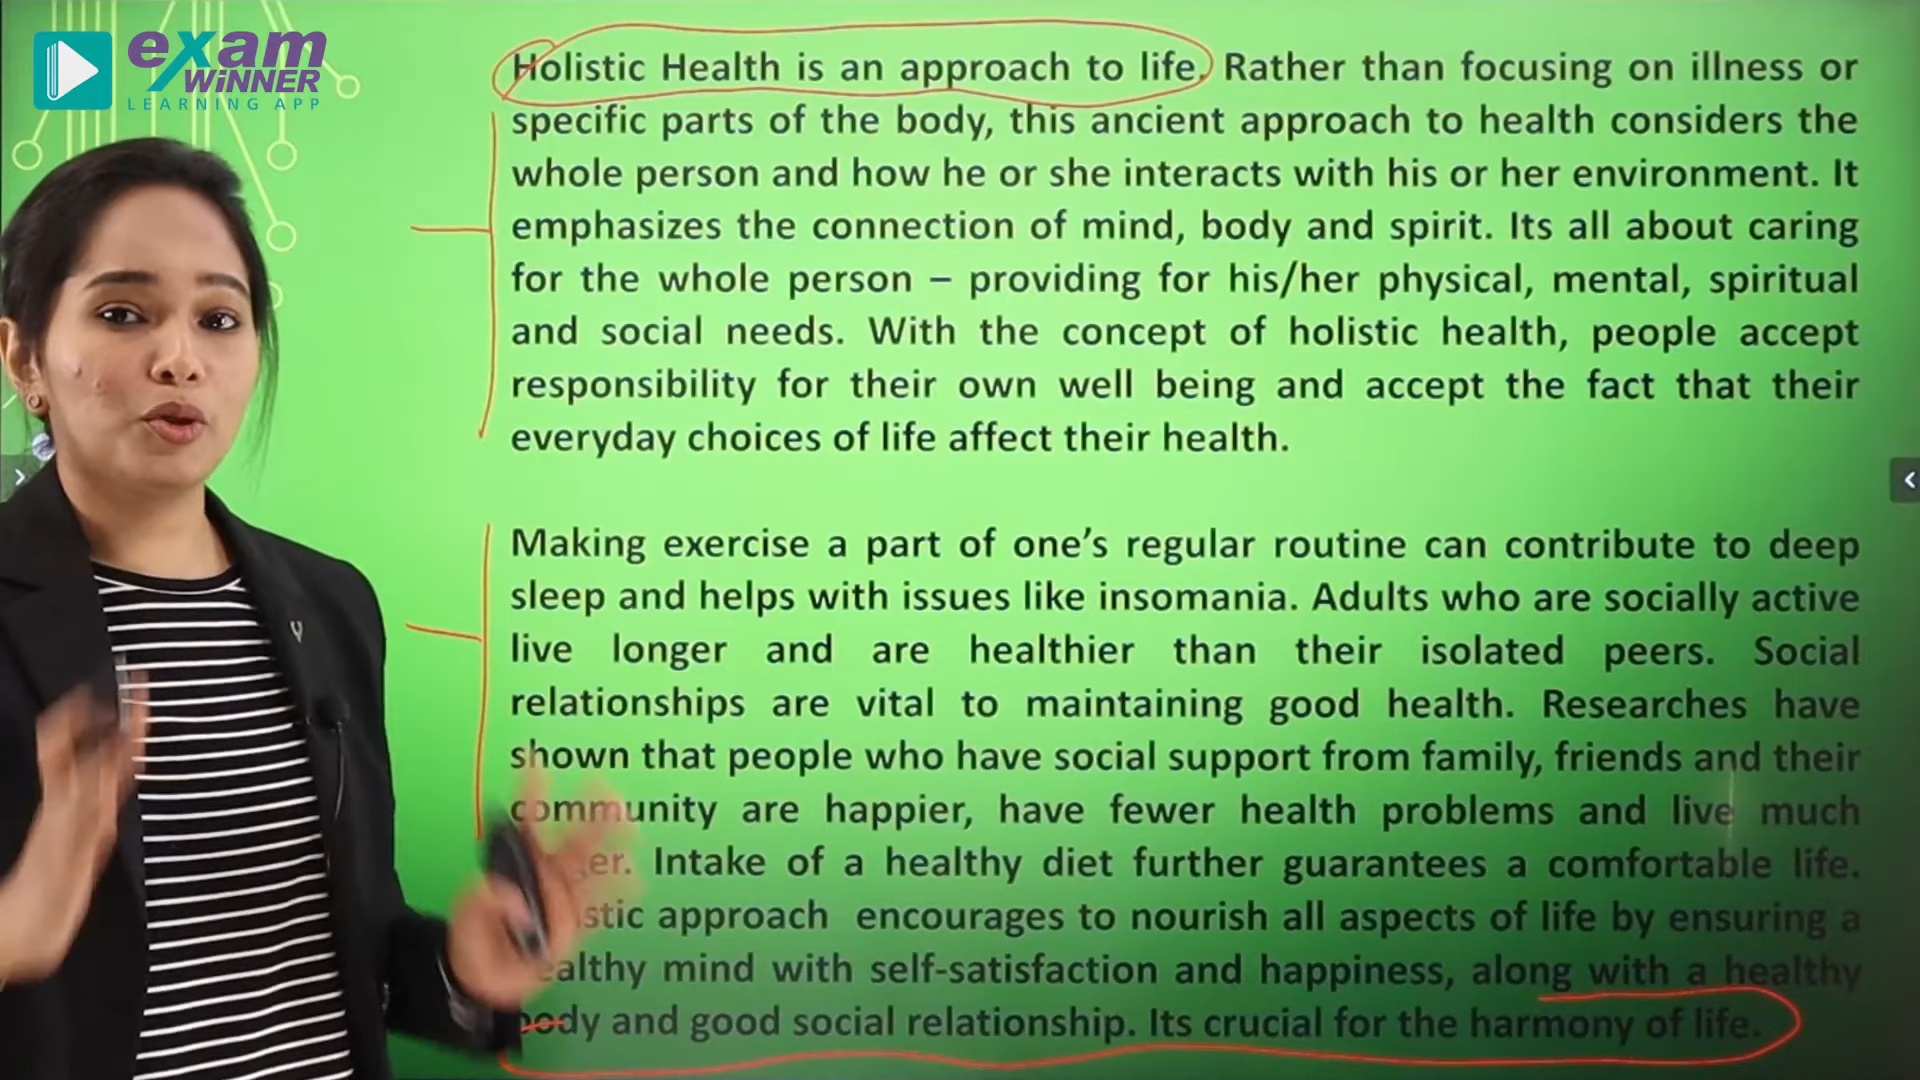 exam
WiNNER
LEARNING APP
Holistic Health is an approach to life. Rather than focusing on illness or
specific parts of the body, this ancient approach to health considers the
whole person and how he or she interacts with his or her environment. It
emphasizes the connection of mind, body and spirit. Its all about caring
for the whole person – providing for his/her physical, mental, spiritual
and social needs. With the concept of holistic health, people accept
responsibility for their own well being and accept the fact that their
everyday choices of life affect their health.
Making exercise a part of one’s regular routine can contribute to deep
sleep and helps with issues like insomania. Adults who are socially active
live longer and are healthier than their isolated peers. Social
relationships are vital to maintaining good health. Researches have
shown that people who have social support from family, friends and their
community are happier, have fewer health problems and live much
Intake of a healthy diet further guarantees a comfortable life.
approach encourages to nourish all aspects of life by ensuring a
healthy mind with self-satisfaction and happiness, along with a healthy
body and good social relationship. Its crucial for the harmony of life.